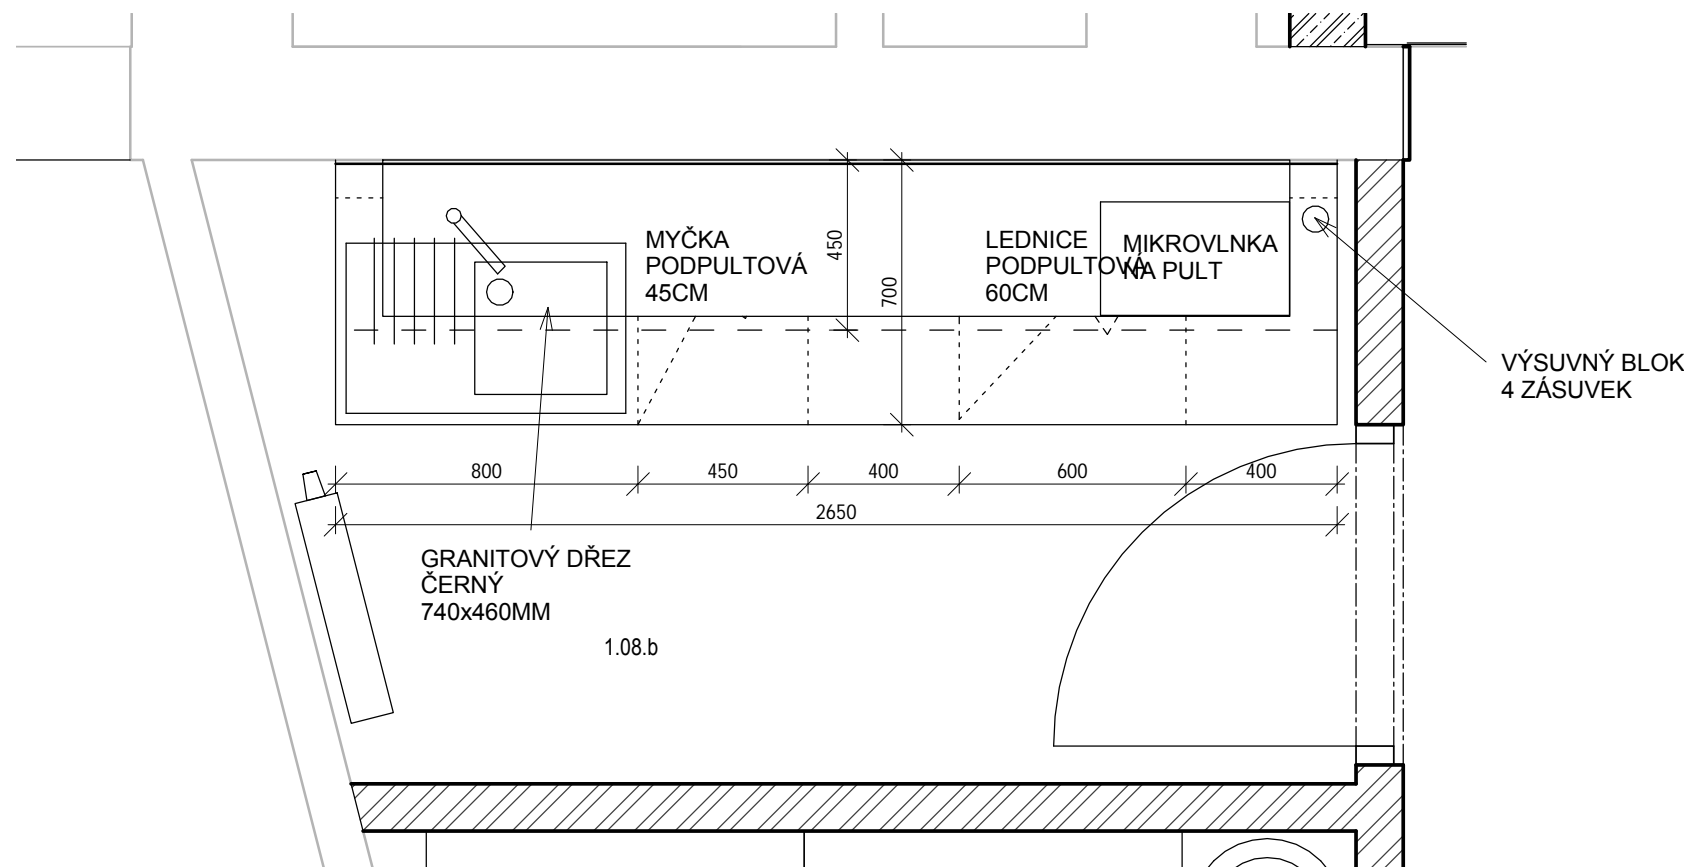 MYČKA
PODPULTOVÁ
45CM
450
700
LEDNICE
PODPULTOVÁ
60CM
MIKROVLNKA
NA PULT
VÝSUVNÝ BLOK
4 ZÁSUVEK
800
450
400
600
400
2650
GRANITOVÝ DŘEZ
ČERNÝ
740x460MM
1.08.b